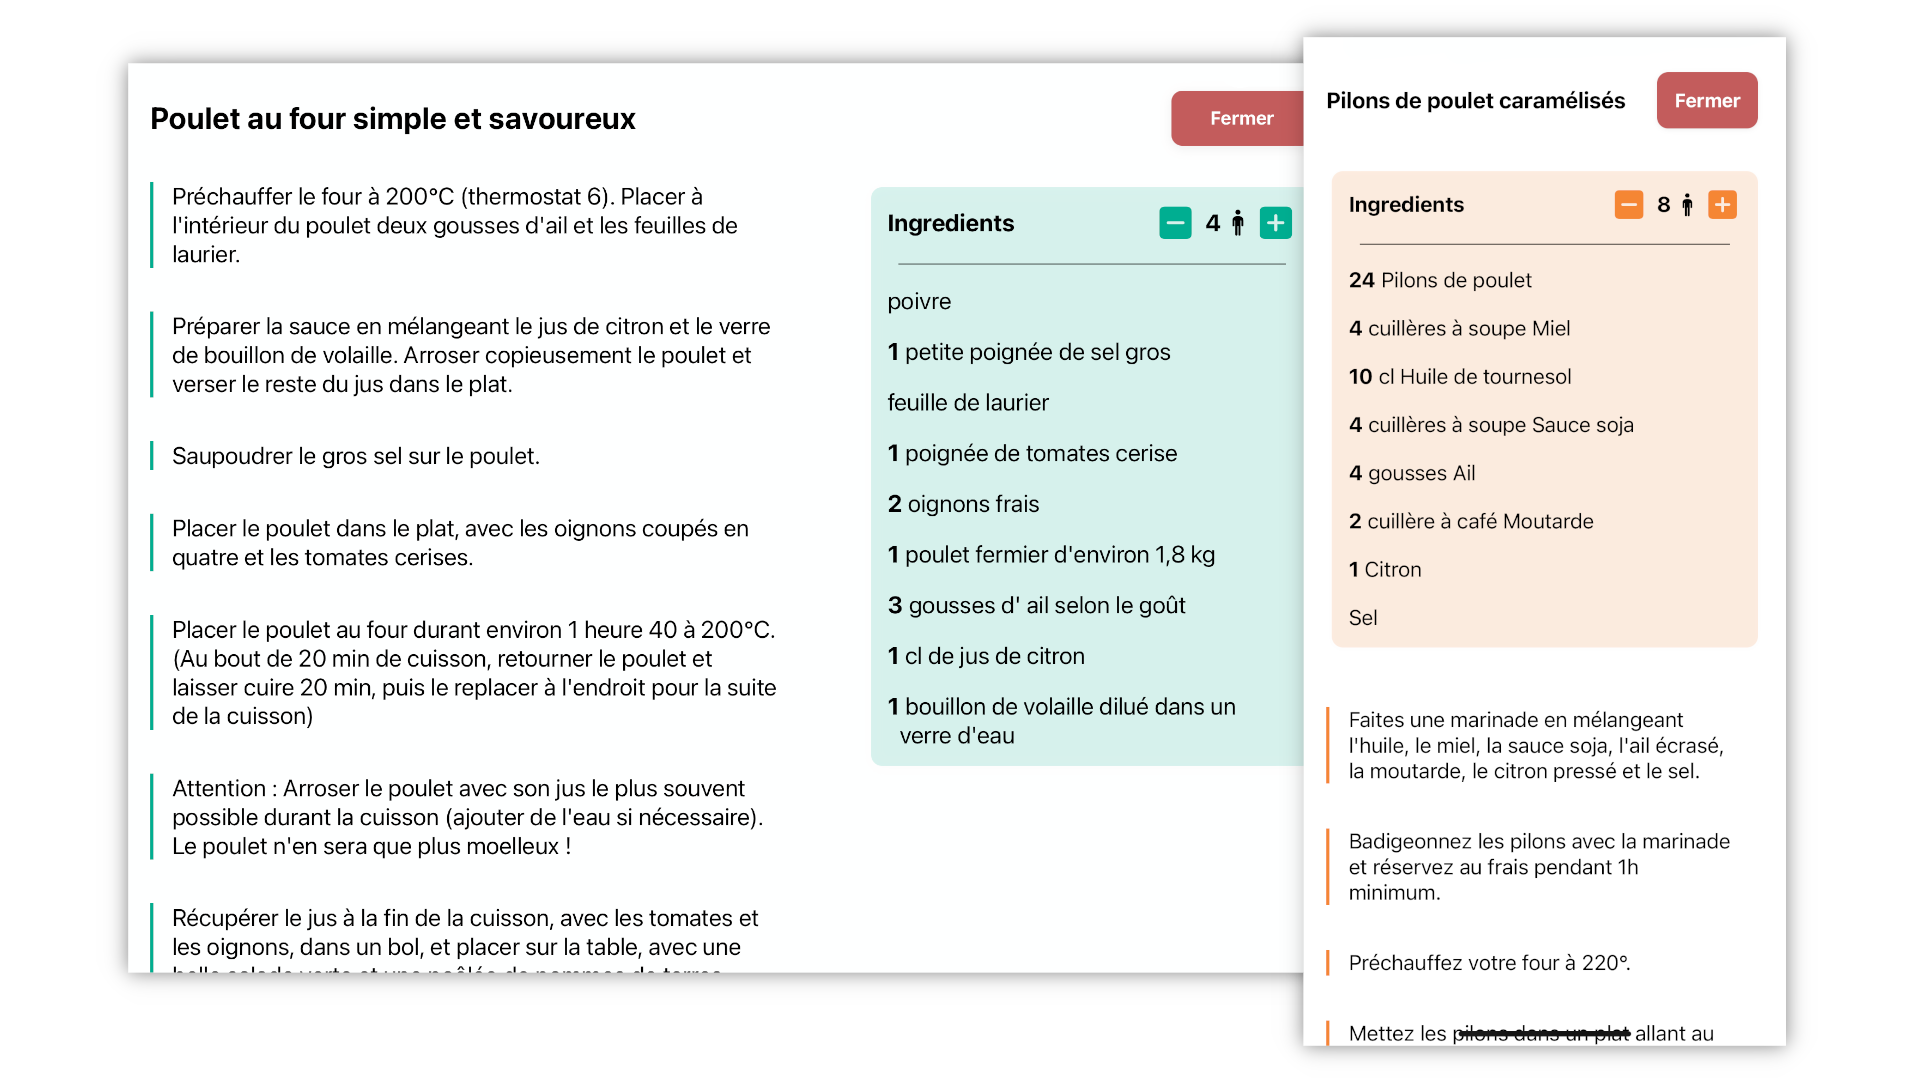 Poulet au four simple et savoureux
Fermer
Préchauffer le four à 200°C (thermostat 6). Placer à
l'intérieur du poulet deux gousses d'ail et les feuilles de
laurier.
Préparer la sauce en mélangeant le jus de citron et le verre
de bouillon de volaille. Arroser copieusement le poulet et
verser le reste du jus dans le plat.
Saupoudrer le gros sel sur le poulet.
Placer le poulet dans le plat, avec les oignons coupés en
quatre et les tomates cerises.
Placer le poulet au four durant environ 1 heure 40 à 200°C.
(Au bout de 20 min de cuisson, retourner le poulet et
laisser cuire 20 min, puis le replacer à l'endroit pour la suite
de la cuisson)
Attention : Arroser le poulet avec son jus le plus souvent
possible durant la cuisson (ajouter de l'eau si nécessaire).
Le poulet n'en sera que plus moelleux !
Récupérer le jus à la fin de la cuisson, avec les tomates et
les oignons, dans un bol, et placer sur la table, avec une
belle salade verte et une poêlée de pommes de terres
Ingredients
4
poivre
1 petite poignée de sel gros
feuille de laurier
1 poignée de tomates cerise
2 oignons frais
1 poulet fermier d'environ 1,8 kg
3 gousses d' ail selon le goût
1 cl de jus de citron
1 bouillon de volaille dilué dans un
verre d'eau
Pilons de poulet caramélisés
Fermer
Ingredients
8
24 Pilons de poulet
4 cuillères à soupe Miel
10 cl Huile de tournesol
4 cuillères à soupe Sauce soja
4 gousses Ail
2 cuillère à café Moutarde
1 Citron
Sel
Faites une marinade en mélangeant
l'huile, le miel, la sauce soja, l'ail écrasé,
la moutarde, le citron pressé et le sel.
Badigeonnez les pilons avec la marinade
et réservez au frais pendant 1h
minimum.
Préchauffez votre four à 220°.
Mettez les pilons dans un plat allant au